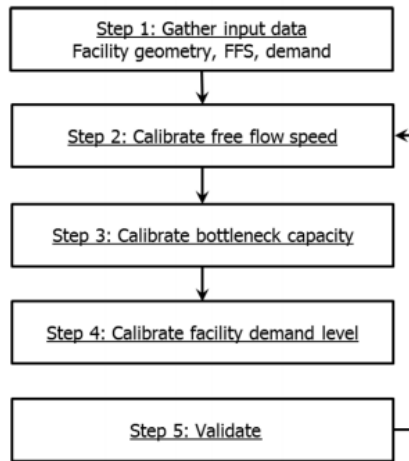 Step 1: Gather input data
Facility geometry, FFS, demand
Step 2: Calibrate free flow speed
Step 3: Calibrate bottleneck capacity
Step 4: Calibrate facility demand level
Step 5: Validate